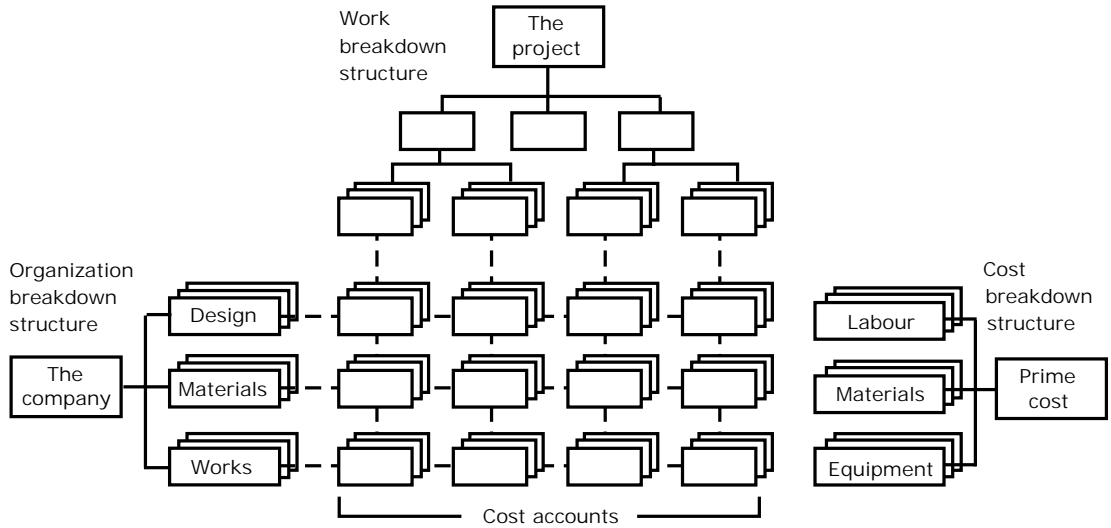 Work
breakdown
structure
The
project
Organization
breakdown
structure
The
company
Design
Materials
Works
Cost
breakdown
structure
Labour
Materials
Equipment
Prime
cost
Cost accounts